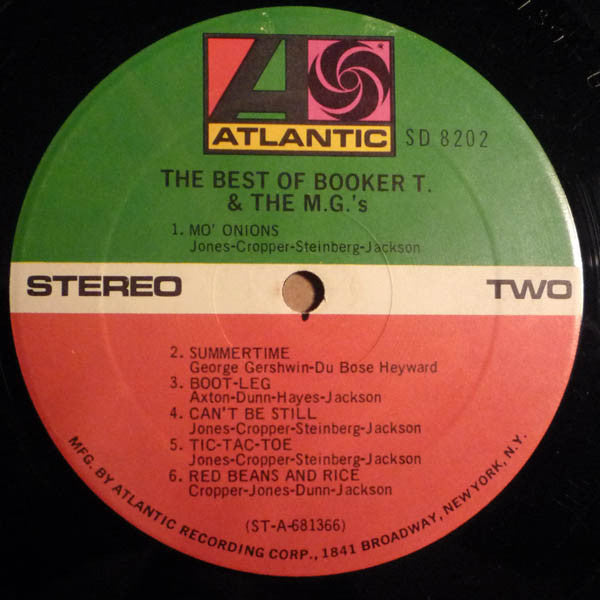 ATLANTIC
SD 8202
THE BEST OF BOOKER T.
& THE M.G.'s
1. MO' ONIONS
Jones-Cropper-Steinberg-Jackson
STEREO
TWO
2. SUMMERTIME
George Gershwin-Du Bose Heyward
3. BOOT-LEG
Axton-Dunn-Hayes-Jackson
4. CAN'T BE STILL
Jones-Cropper-Steinberg-Jackson
5. TIC-TAC-TOE
Jones-Cropper-Steinberg-Jackson
6. RED BEANS AND RICE
Cropper-Jones-Dunn-Jackson
(ST-A-681366)
MFG. BY ATLANTIC RECORDING CORP., 1841 BROADWAY, NEW YORK, N.Y.